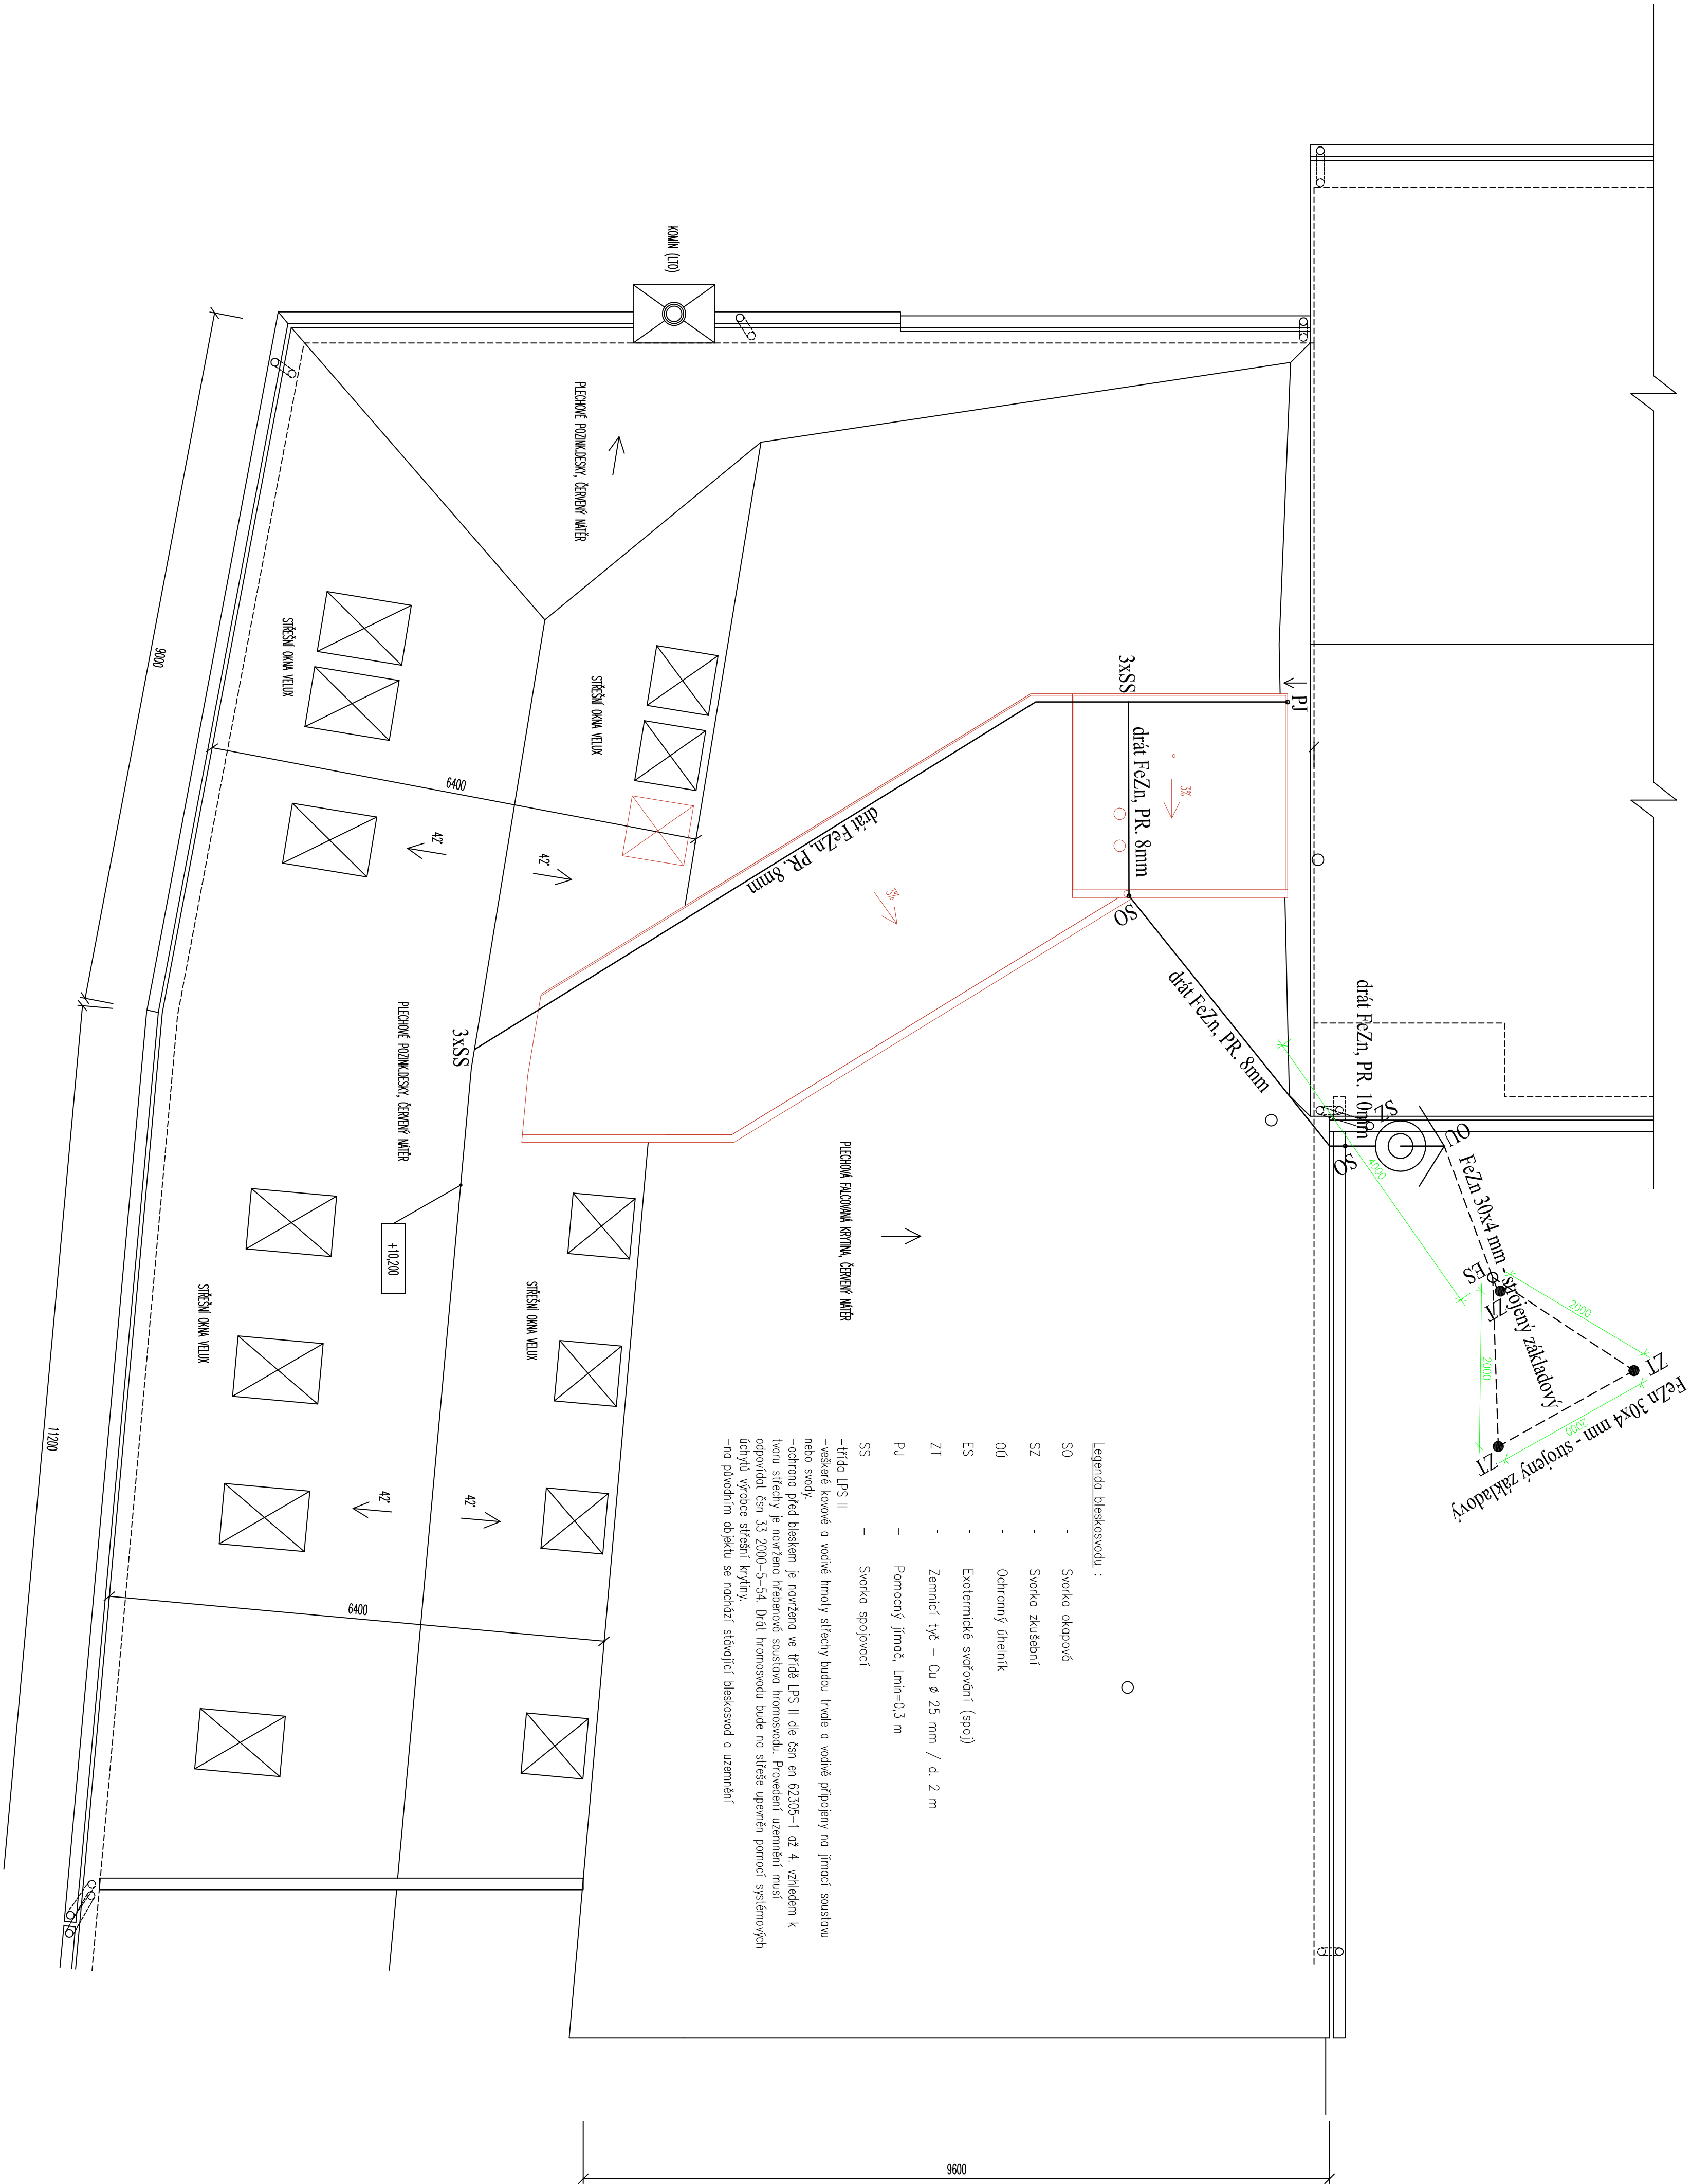 KOMÍN (LTO)
PLECHOVÉ POZINK.DESKY, ČERVENÝ NÁTĚR
STŘEŠNÍ OKNA VELUX
STŘEŠNÍ OKNA VELUX
9000
6400
42°
42°
3xSS
PJ
drát FeZn, PR. 8mm
3%
drát FeZn, PR. 8mm
3%
SO
drát FeZn, PR. 8mm
drát FeZn, PR. 10mm
SZ
OU
SO
4000
FeZn 30x4 mm - strojený základový
ES
ZT
2000
2000
2000
ZT
ZT
FeZn 30x4 mm - strojený základový
3xSS
PLECHOVÉ POZINK.DESKY, ČERVENÝ NÁTĚR
+10,200
PLECHOVÁ FALCOVANÁ KRYTINA, ČERVENÝ NÁTĚR
STŘEŠNÍ OKNA VELUX
STŘEŠNÍ OKNA VELUX
42°
42°
6400
11200
9600
Legenda bleskosvodu :
SO - Svorka okapová
SZ - Svorka zkušební
OÚ - Ochranný úhelník
ES - Exotermické svařování (spoj)
ZT - Zemnicí tyč – Cu ø 25 mm / d. 2 m
PJ – Pomocný jímač, Lmin=0,3 m
SS – Svorka spojovací
–třída LPS II
–veškeré kovové a vodivé hmoty střechy budou trvale a vodivě připojeny na jímací soustavu
nebo svody.
–ochrana před bleskem je navržena ve třídě LPS II dle čsn en 62305–1 až 4. vzhledem k
tvaru střechy je navržena hřebenová soustava hromosvodu. Provedení uzemnění musí
odpovídat čsn 33 2000–5–54. Drát hromosvodu bude na střeše upevněn pomocí systémových
úchytů výrobce střešní krytiny.
–na původním objektu se nachází stávající bleskosvod a uzemnění